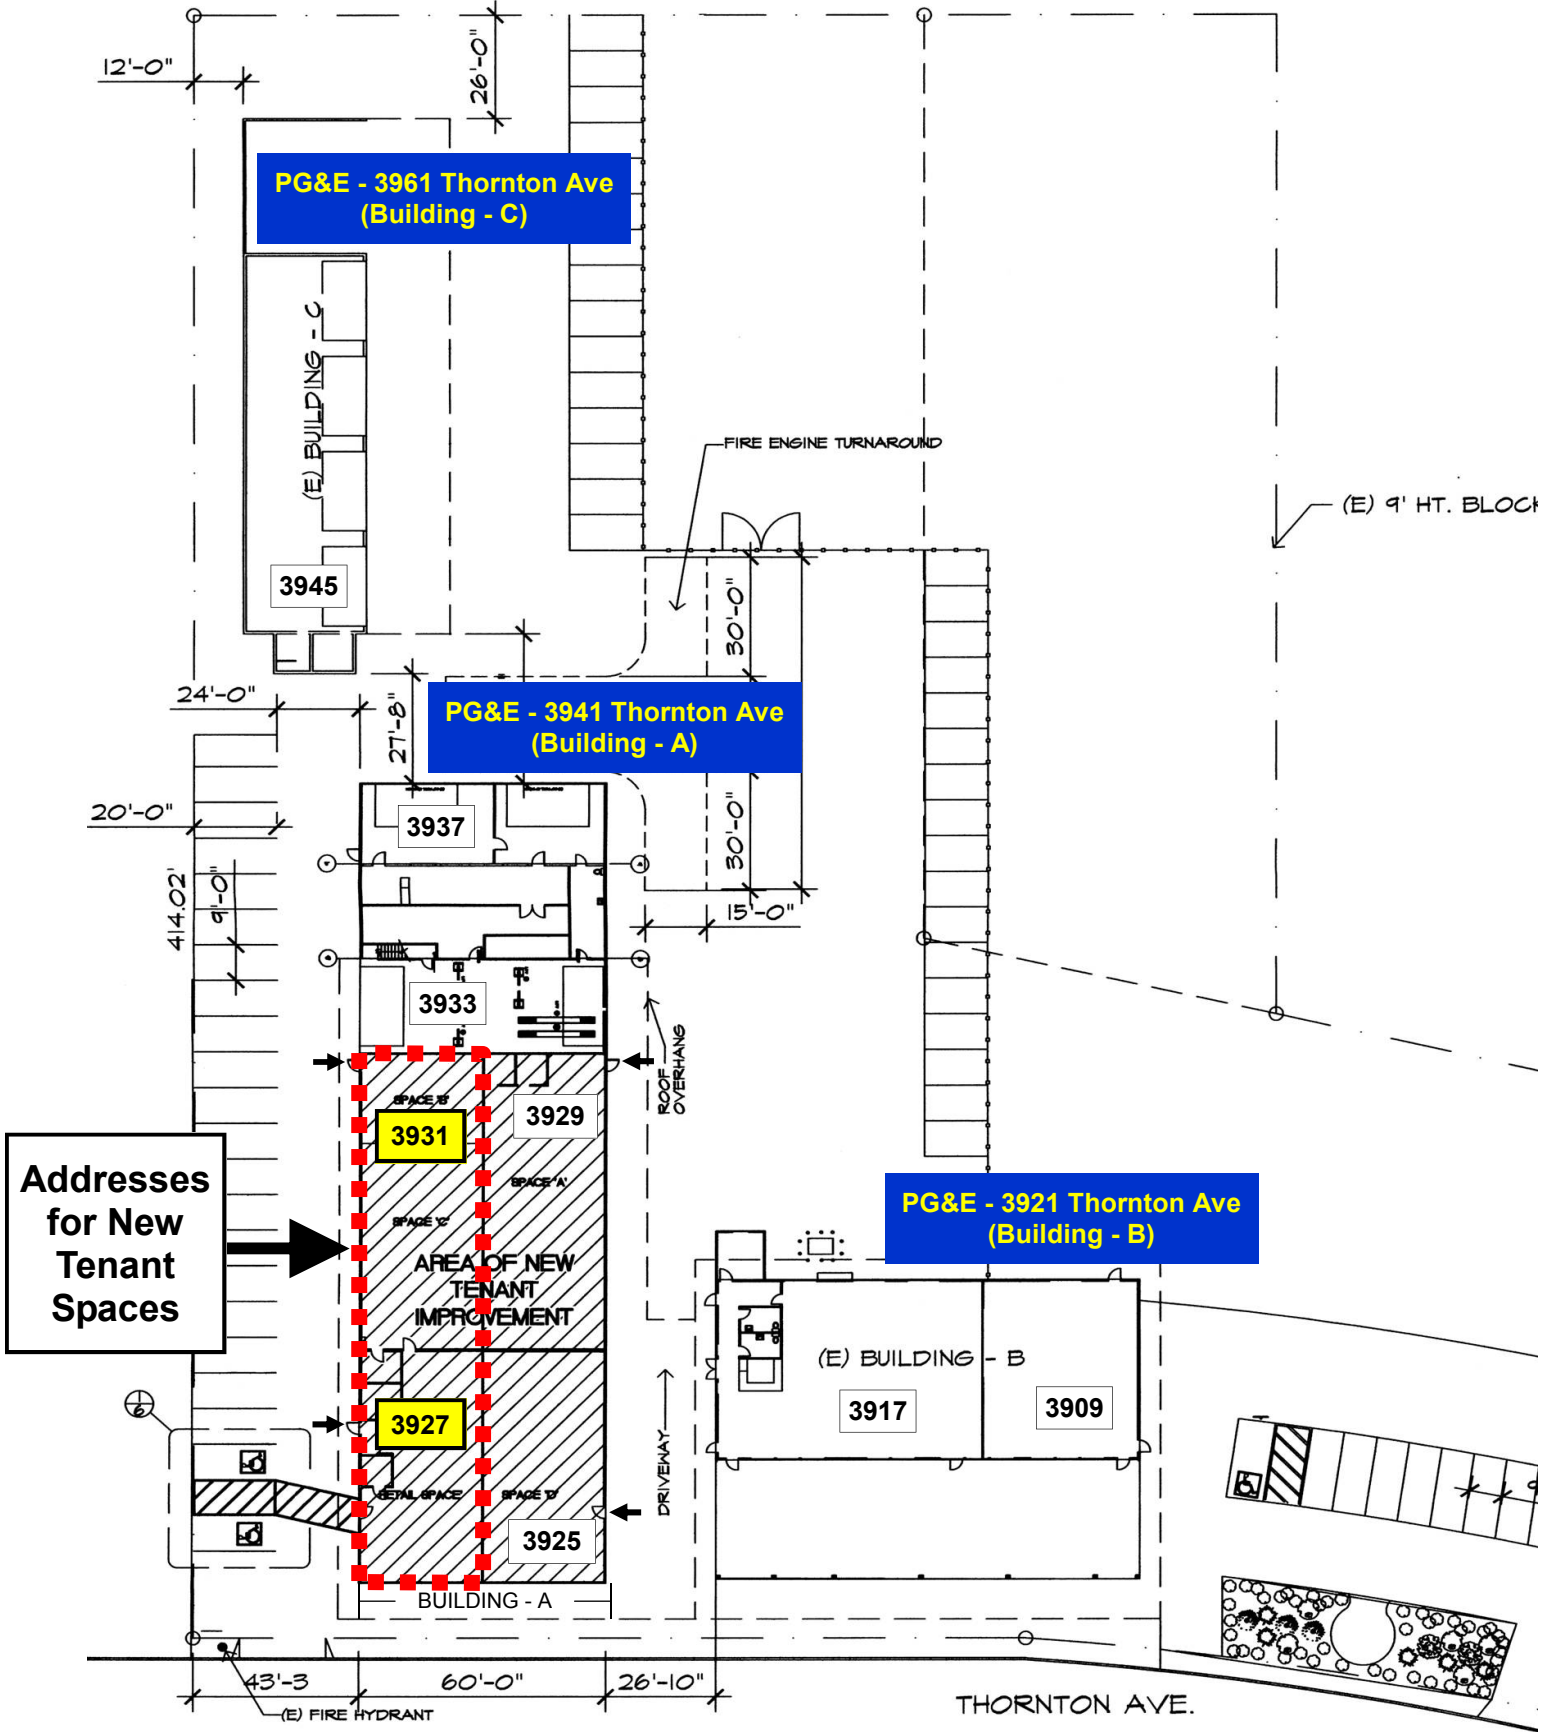 12'-0"
26'-0"
PG&E - 3961 Thornton Ave
(Building - C)
(E) BUILDING - C
FIRE ENGINE TURNAROUND
(E) 9' HT. BLOCK
3945
30'-0"
24'-0"
27'-8"
PG&E - 3941 Thornton Ave
(Building - A)
20'-0"
3937
30'-0"
414.02'
9'-0"
15'-0"
3933
ROOF
OVERHANG
SPACE 'B'
3931
3929
Addresses
for New
Tenant
Spaces
SPACE 'A'
SPACE 'C'
PG&E - 3921 Thornton Ave
(Building - B)
AREA OF NEW
TENANT
IMPROVEMENT
(E) BUILDING - B
3917
3909
6
3927
DRIVEWAY
RETAIL SPACE
SPACE 'D'
9
3925
BUILDING - A
43'-3
60'-0"
26'-10"
THORNTON AVE.
(E) FIRE HYDRANT